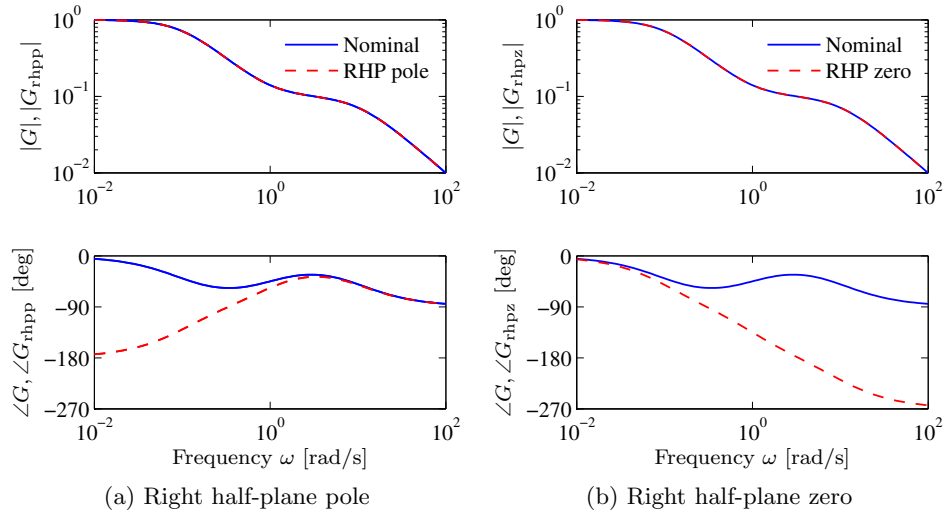 10^0
10^-1
10^-2
|G|, |G_rhpp|
Nominal
RHP pole
10^-2
10^0
10^2
0
−90
−180
−270
∠G, ∠G_rhpp [deg]
10^-2
10^0
10^2
Frequency ω [rad/s]
(a) Right half-plane pole
10^0
10^-1
10^-2
|G|, |G_rhpz|
Nominal
RHP zero
10^-2
10^0
10^2
0
−90
−180
−270
∠G, ∠G_rhpz [deg]
10^-2
10^0
10^2
Frequency ω [rad/s]
(b) Right half-plane zero